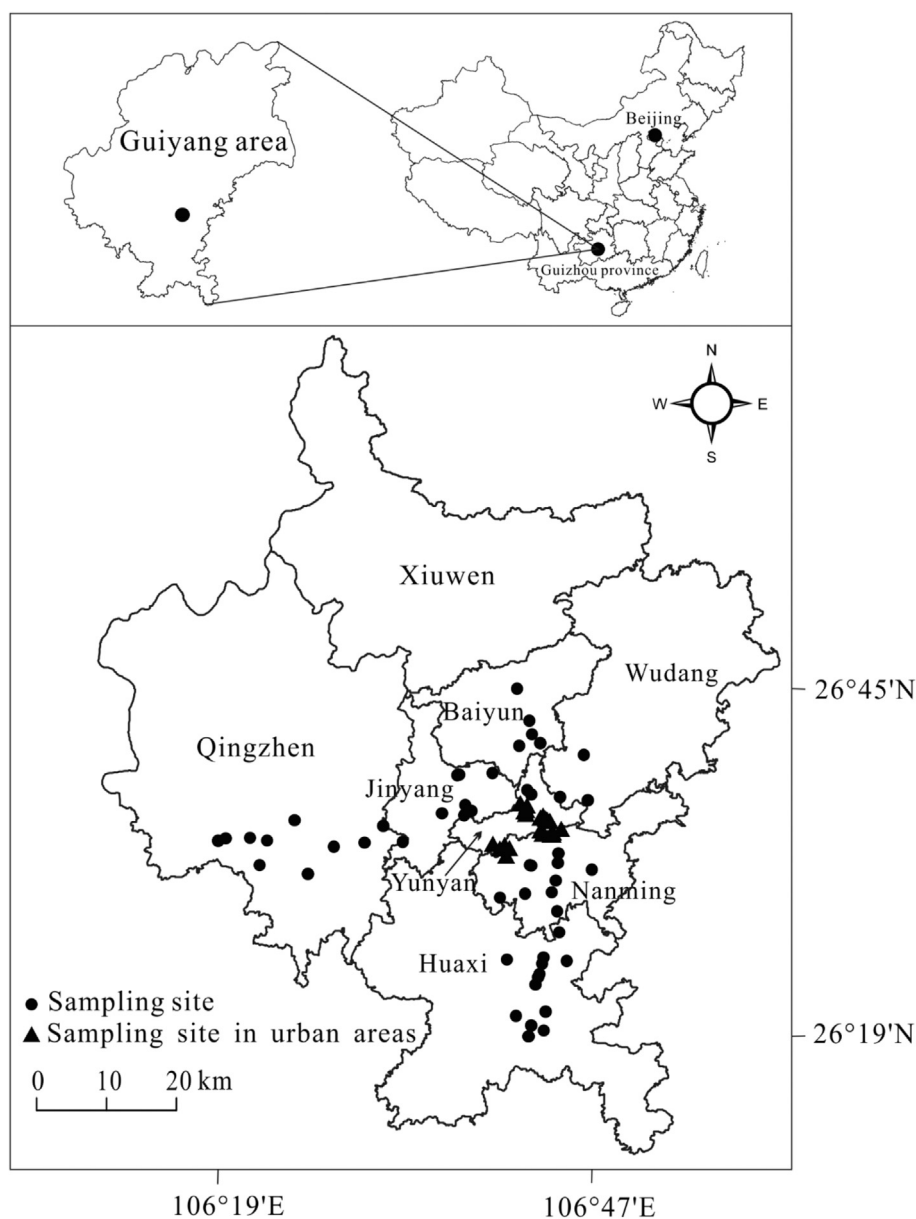 Guiyang area
Beijing
Guizhou province
N
W E
S
Xiuwen
Wudang
26°45'N
Baiyun
Qingzhen
Jinyang
Yunyan
Nanming
Huaxi
Sampling site
Sampling site in urban areas
26°19'N
0 10 20 km
106°19'E 106°47'E